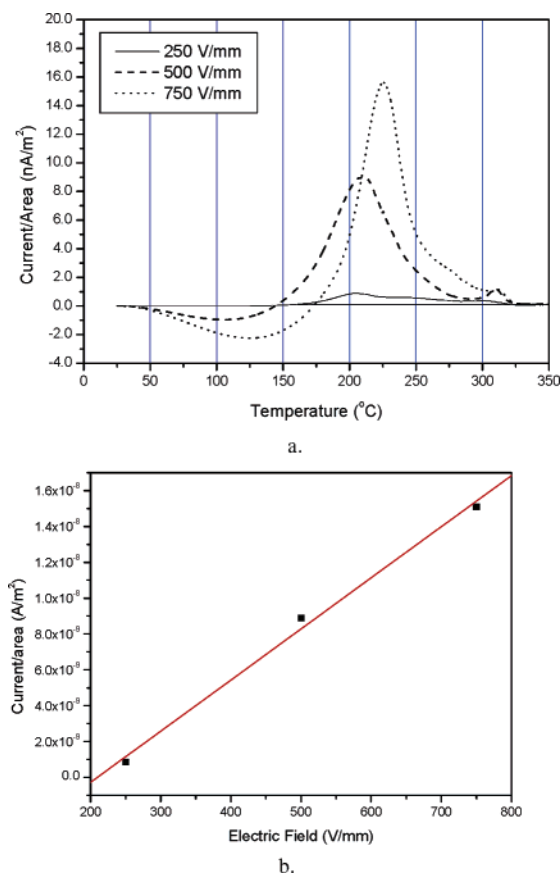 20.0
18.0
16.0
14.0
12.0
10.0
8.0
6.0
4.0
2.0
0.0
-2.0
-4.0
Current/Area (nA/m²)
250 V/mm
500 V/mm
750 V/mm
0 50 100 150 200 250 300 350
Temperature (°C)
a.
1.6x10⁻⁸
1.4x10⁻⁸
1.2x10⁻⁸
1.0x10⁻⁸
8.0x10⁻⁹
6.0x10⁻⁹
4.0x10⁻⁹
2.0x10⁻⁹
0.0
Current/area (A/m²)
200 300 400 500 600 700 800
Electric Field (V/mm)
b.